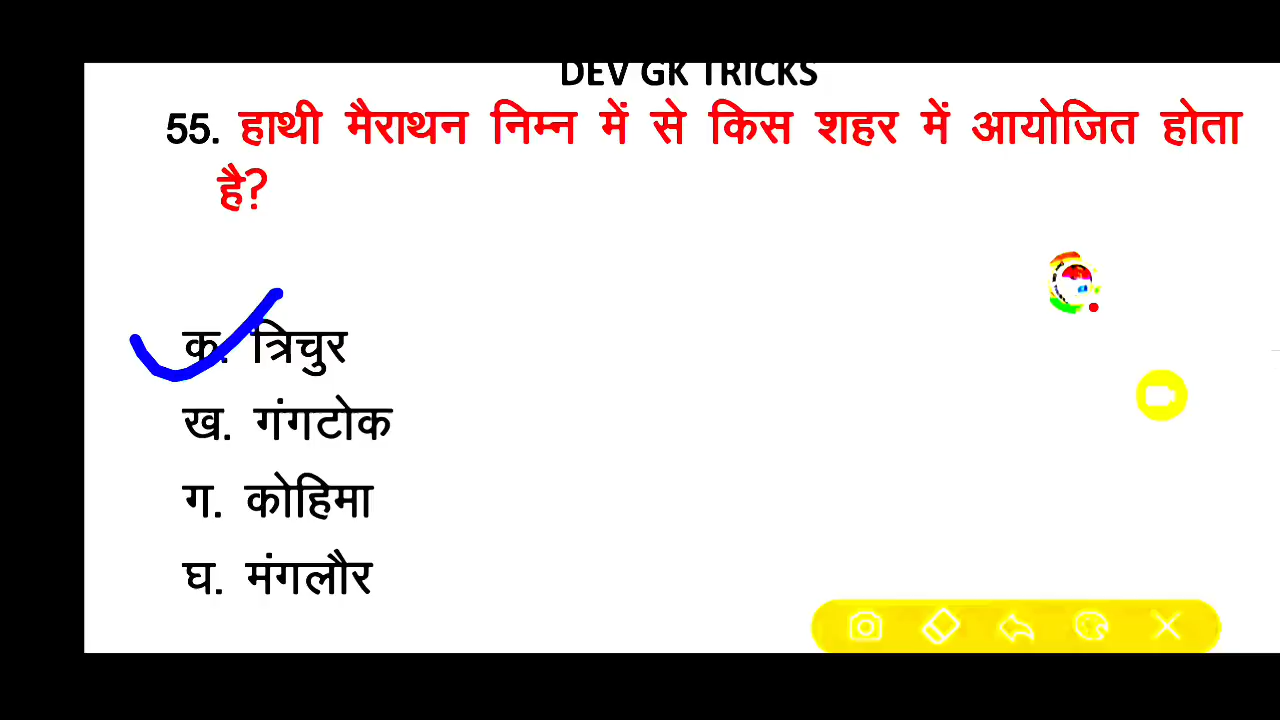 DEV GK TRICKS
55. हाथी मैराथन निम्न में से किस शहर में आयोजित होता
है?
क. त्रिचुर
ख. गंगटोक
ग. कोहिमा
घ. मंगलौर